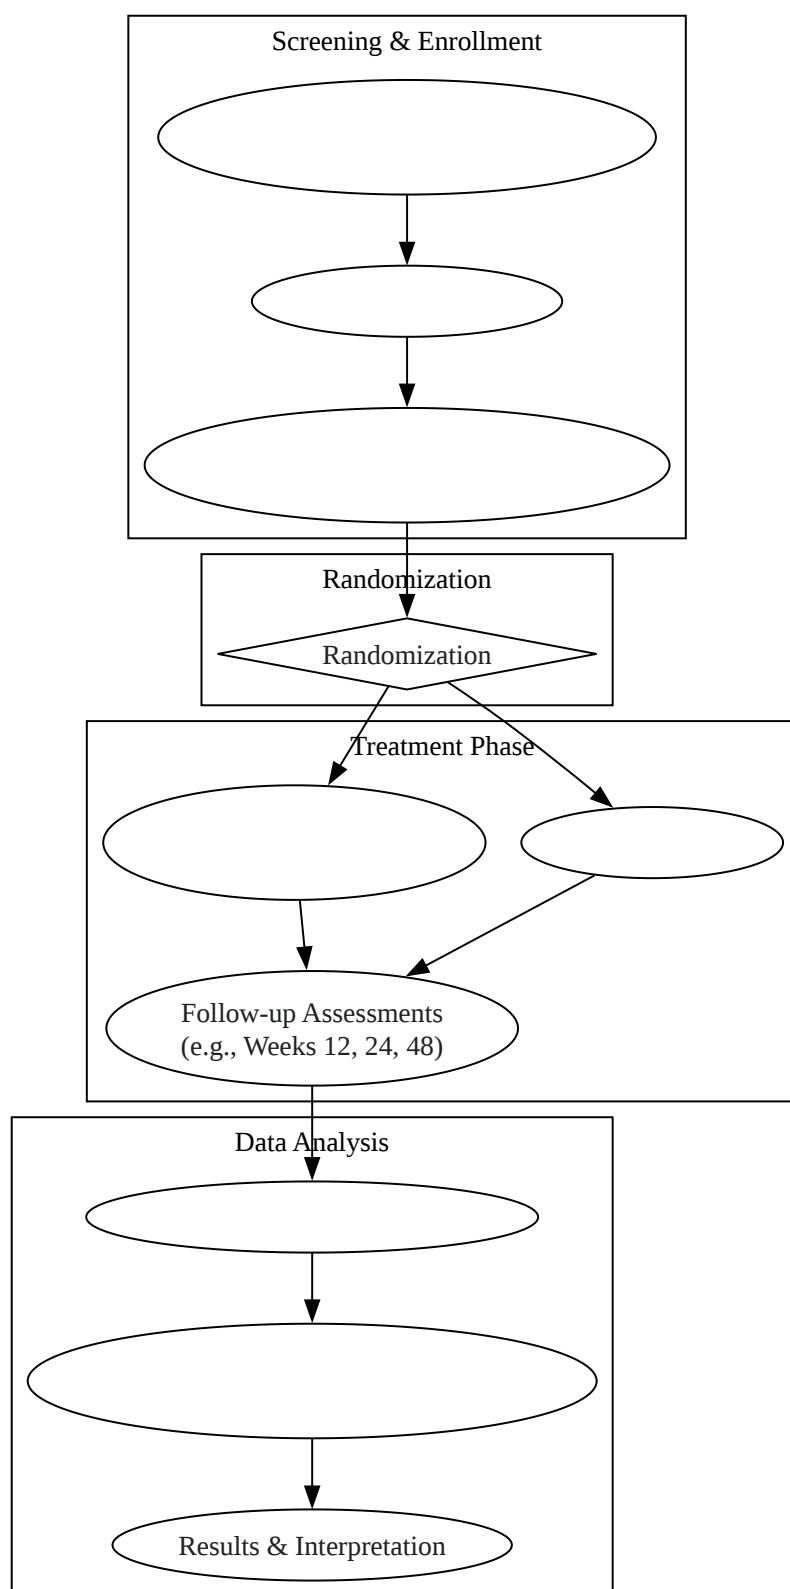 Screening & Enrollment
Randomization
Randomization
Treatment Phase
Follow-up Assessments
(e.g., Weeks 12, 24, 48)
Data Analysis
Results & Interpretation